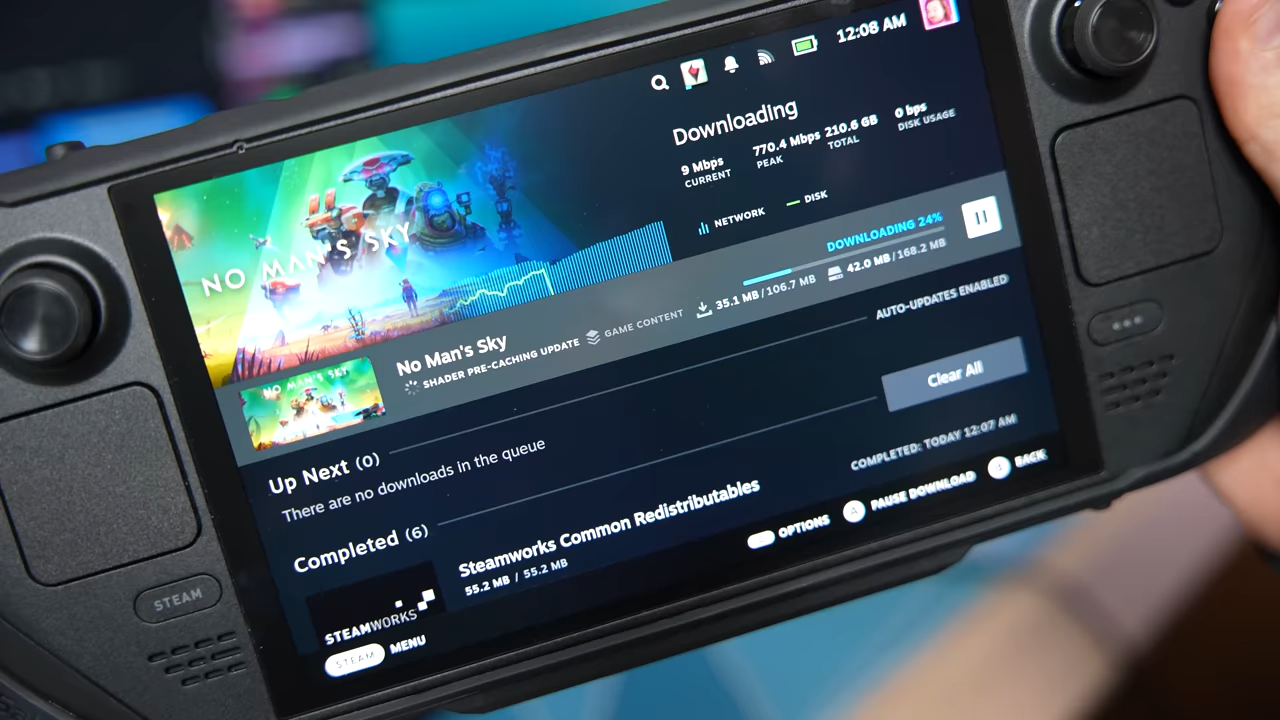 12:08 AM
Downloading
9 Mbps
CURRENT
770.4 Mbps
PEAK
210.6 GB
TOTAL
0 bps
DISK USAGE
NETWORK
DISK
NO MAN'S SKY
DOWNLOADING 24%
35.1 MB / 106.7 MB
42.0 MB / 168.2 MB
NO MAN'S SKY
No Man's Sky
SHADER PRE-CACHING UPDATE
GAME CONTENT
AUTO-UPDATES ENABLED
Up Next (0)
There are no downloads in the queue
Clear All
Completed (6)
COMPLETED: TODAY 12:07 AM
Steamworks Common Redistributables
55.2 MB / 55.2 MB
STEAMWORKS
STEAM MENU
OPTIONS
A PAUSE DOWNLOAD
B BACK
STEAM